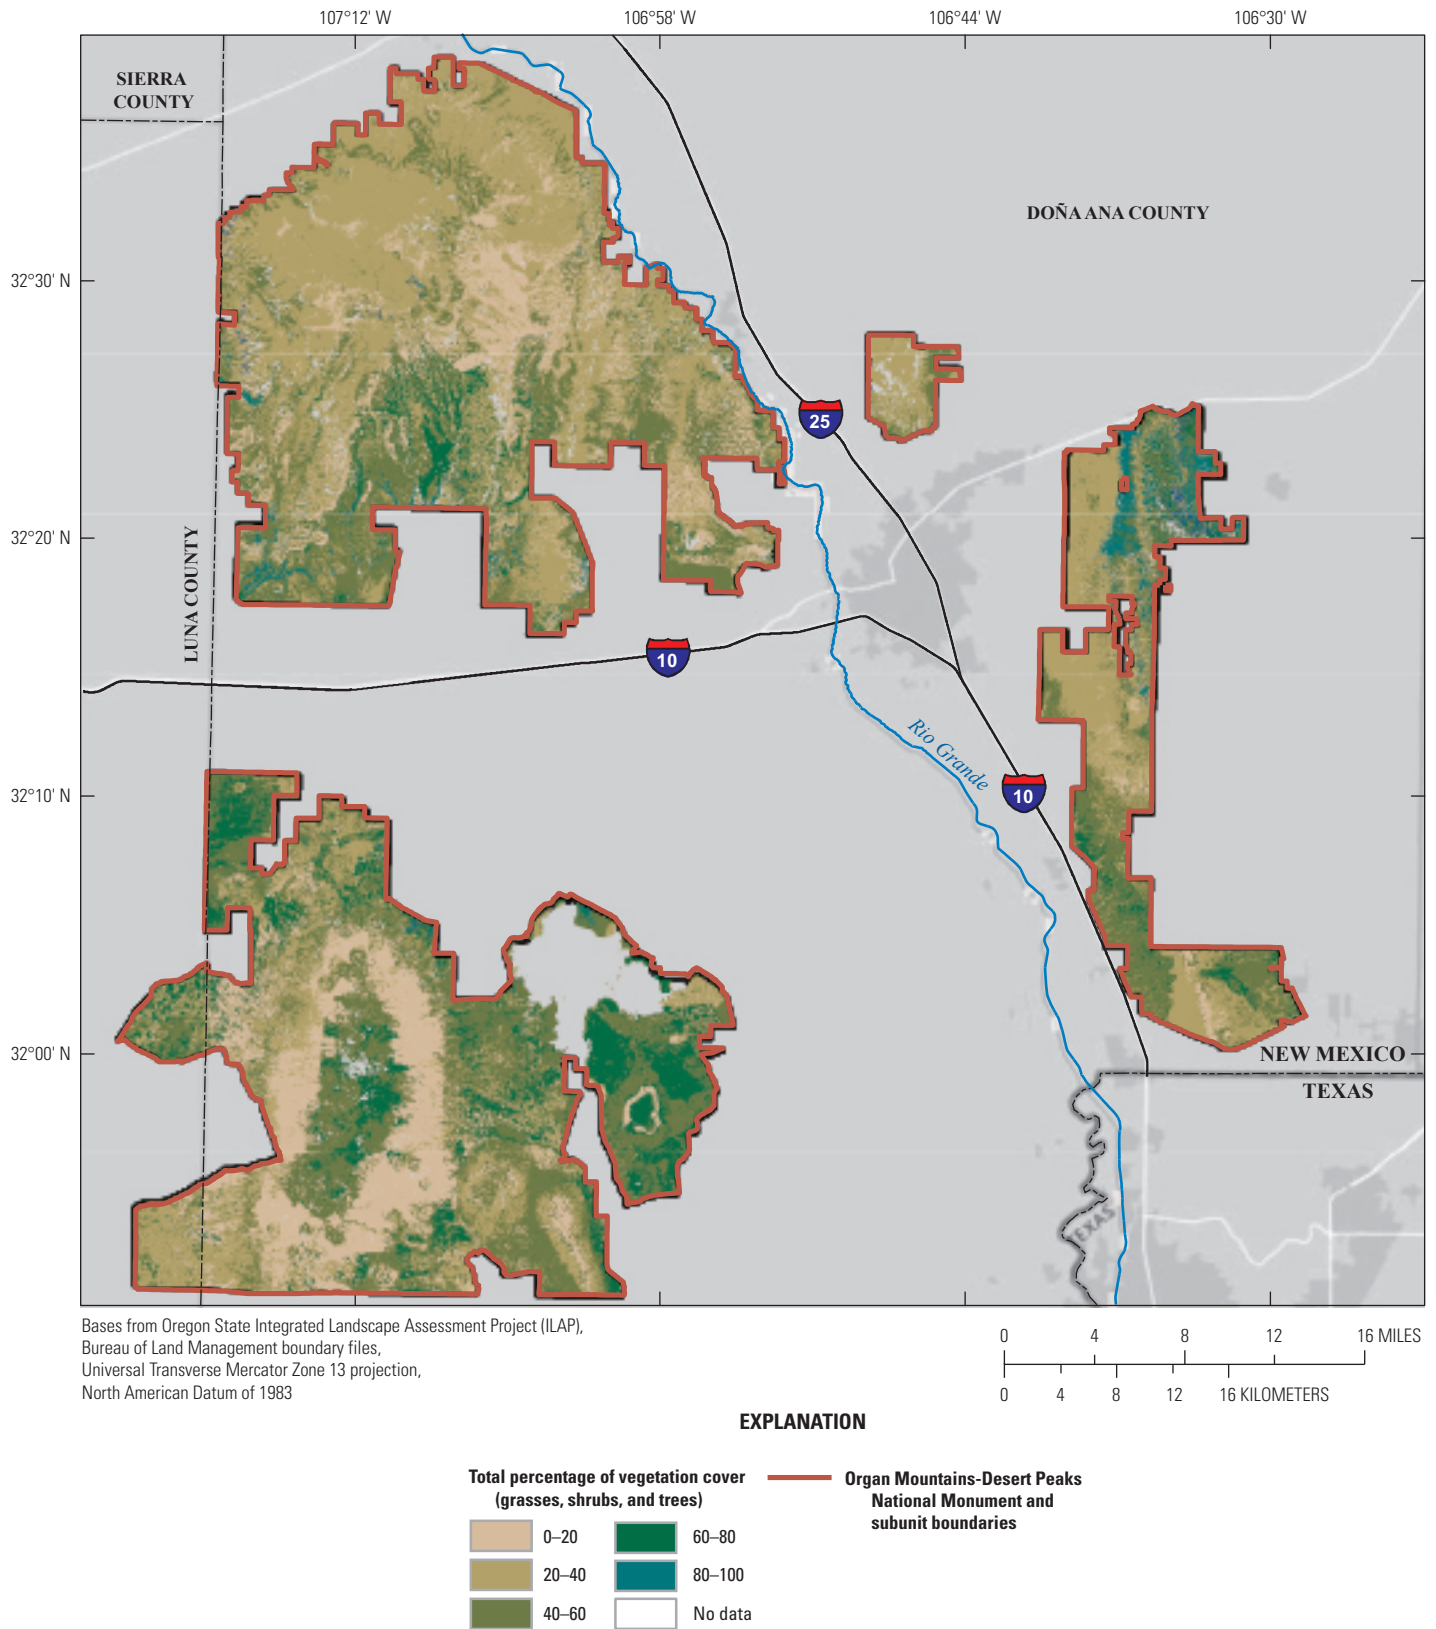 107°12' W
106°58' W
106°44' W
106°30' W
SIERRA
COUNTY
DOÑA ANA COUNTY
32°30' N
25
32°20' N
LUNA COUNTY
10
Rio Grande
32°10' N
10
32°00' N
NEW MEXICO
TEXAS
TEXAS
Bases from Oregon State Integrated Landscape Assessment Project (ILAP),
Bureau of Land Management boundary files,
Universal Transverse Mercator Zone 13 projection,
North American Datum of 1983
0 4 8 12 16 MILES
0 4 8 12 16 KILOMETERS
EXPLANATION
Total percentage of vegetation cover
(grasses, shrubs, and trees)
0–20
20–40
40–60
60–80
80–100
No data
Organ Mountains-Desert Peaks
National Monument and
subunit boundaries